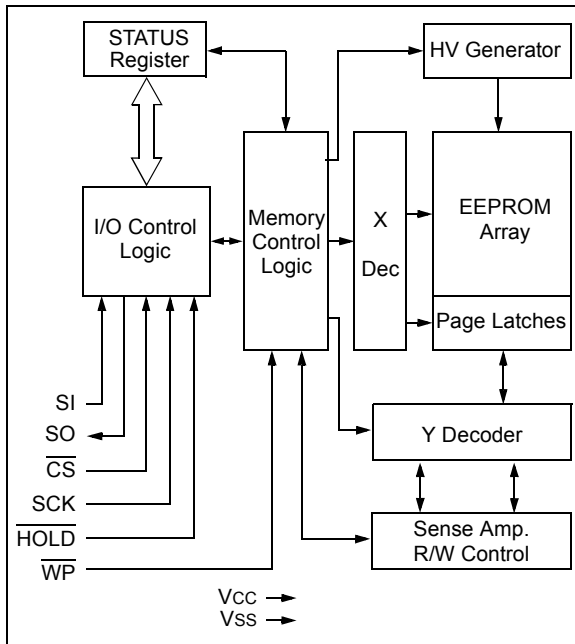 STATUS
Register
HV Generator
I/O Control
Logic
Memory
Control
Logic
X
Dec
EEPROM
Array
Page Latches
Y Decoder
Sense Amp.
R/W Control
SI
SO
CS
SCK
HOLD
WP
VCC
VSS